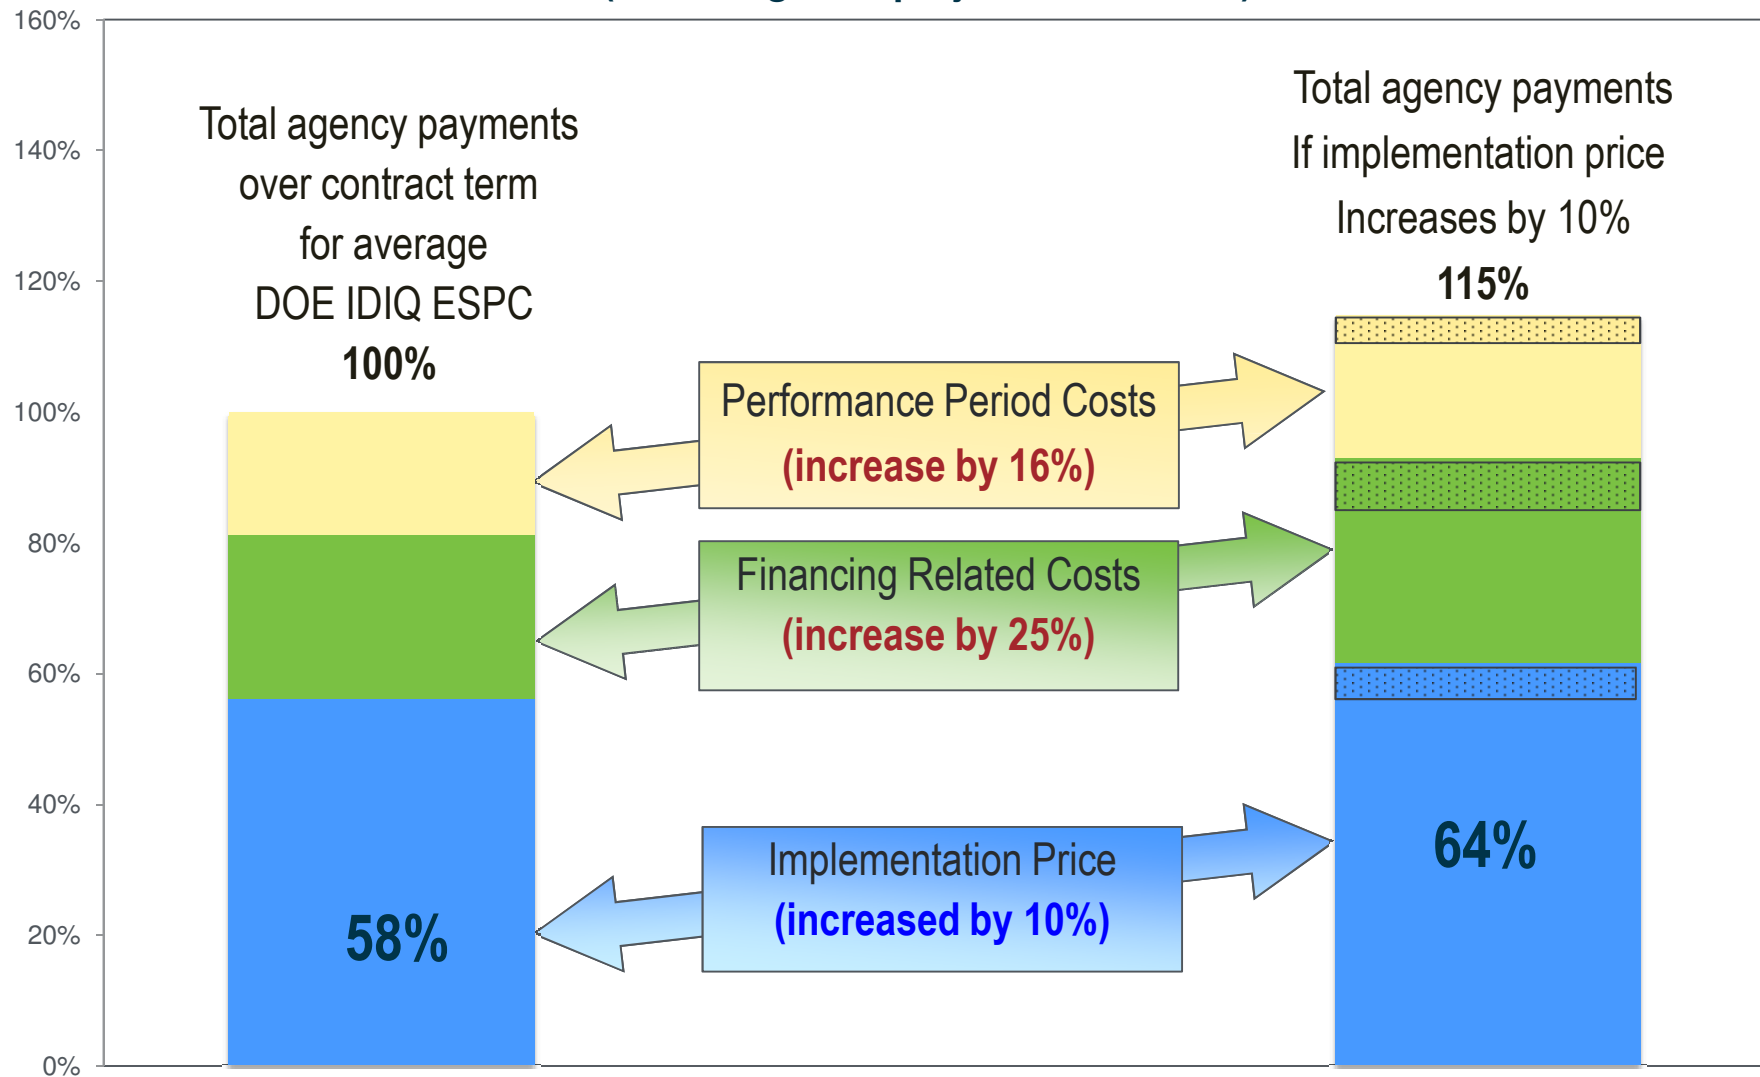 160%
140%
120%
100%
80%
60%
40%
20%
0%
Total agency payments
over contract term
for average
DOE IDIQ ESPC
100%
Total agency payments
If implementation price
Increases by 10%
115%
Performance Period Costs
(increase by 16%)
Financing Related Costs
(increase by 25%)
Implementation Price
(increased by 10%)
58%
64%